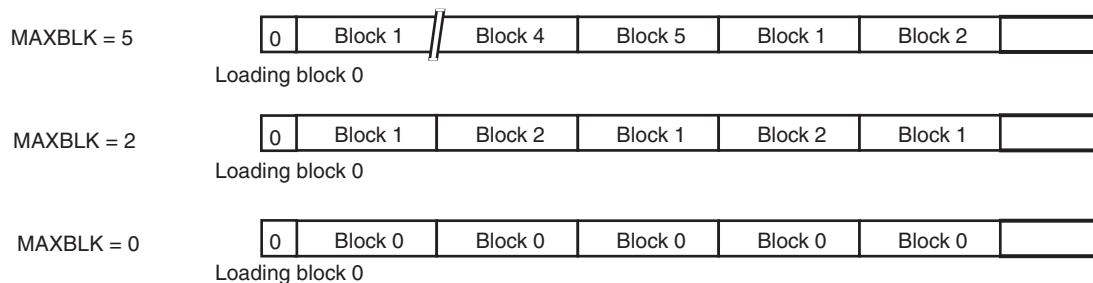 MAXBLK = 5 0 Block 1 Block 4 Block 5 Block 1 Block 2
Loading block 0
MAXBLK = 2 0 Block 1 Block 2 Block 1 Block 2 Block 1
Loading block 0
MAXBLK = 0 0 Block 0 Block 0 Block 0 Block 0 Block 0
Loading block 0